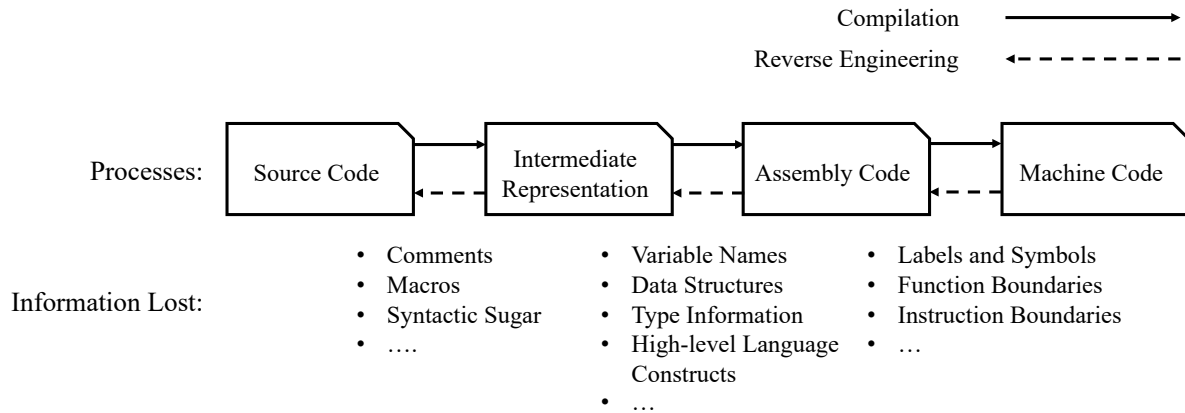 Compilation
Reverse Engineering
Processes:
Source Code
Intermediate
Representation
Assembly Code
Machine Code
Information Lost:
• Comments
• Macros
• Syntactic Sugar
• ….
• Variable Names
• Data Structures
• Type Information
• High-level Language
Constructs
• …
• Labels and Symbols
• Function Boundaries
• Instruction Boundaries
• …